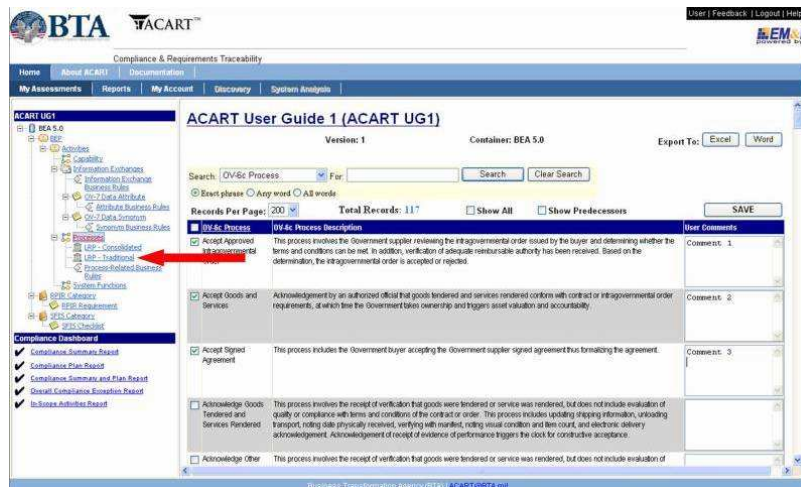 User | Feedback | Logout | Help
BTA
ACART™
EM&
powered by
Compliance & Requirements Traceability
Home
About ACART
Documentation
My Assessments
Reports
My Account
Discovery
System Analysis
ACART UG1
BEA 5.0
BEP
Activities
Capability
Information Exchanges
Information Exchange
Business Rules
OV-7 Data Attribute
Attribute Business Rules
OV-7 Data Synonym
Synonym Business Rules
Processes
LRP - Consolidated
LRP - Traditional
Process-Related Business
Rules
System Functions
RFIR Category
RFIR Requirement
SFIS Category
SFIS Checklist
Compliance Dashboard
Compliance Summary Report
Compliance Plan Report
Compliance Summary and Plan Report
Overall Compliance Exception Report
In-Scope Activities Report
ACART User Guide 1 (ACART UG1)
Version: 1
Container: BEA 5.0
Export To: Excel Word
Search: OV-6c Process For: Search Clear Search
Exact phrase Any word All words
Records Per Page: 200 Total Records: 117 Show All Show Predecessors SAVE
OV-6c Process
OV-6c Process Description
User Comments
Accept Approved
Intragovernmental
This process involves the Government supplier reviewing the intragovernmental order issued by the buyer and determining whether the
terms and conditions can be met. In addition, verification of adequate reimbursable authority has been received. Based on the
determination, the intragovernmental order is accepted or rejected.
Comment 1
Accept Goods and
Services
Acknowledgement by an authorized official that goods tendered and services rendered conform with contract or intragovernmental order
requirements, at which time the Government takes ownership and triggers asset valuation and accountability.
Comment 2
Accept Signed
Agreement
This process includes the Government buyer accepting the Government supplier signed agreement thus formalizing the agreement.
Comment 3
Acknowledge Goods
Tendered and
Services Rendered
This process involves the receipt of verification that goods were tendered or service was rendered, but does not include evaluation of
quality or compliance with terms and conditions of the contract or order. This process includes updating shipping information, unloading
transport, noting date physically received, verifying with manifest, noting visual condition and item count, and electronic delivery
acknowledgement. Acknowledgement of receipt of evidence of performance triggers the clock for constructive acceptance.
Acknowledge Other
This process involves the receipt of verification that goods were tendered or service was rendered, but does not include evaluation of
Business Transformation Agency (BTA) | ACART@BTA.mil